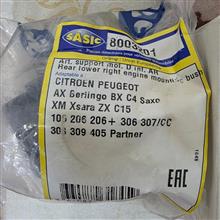 SASIC
8003201
Art. support mot. D inf. AR
Rear lower right engine mounting bush
Adaptable à
CITROEN PEUGEOT
AX Berlingo BX C4 Saxo
XM Xsara ZX C15
106 205 206+ 306 307/CC
308 309 405 Partner
EAC